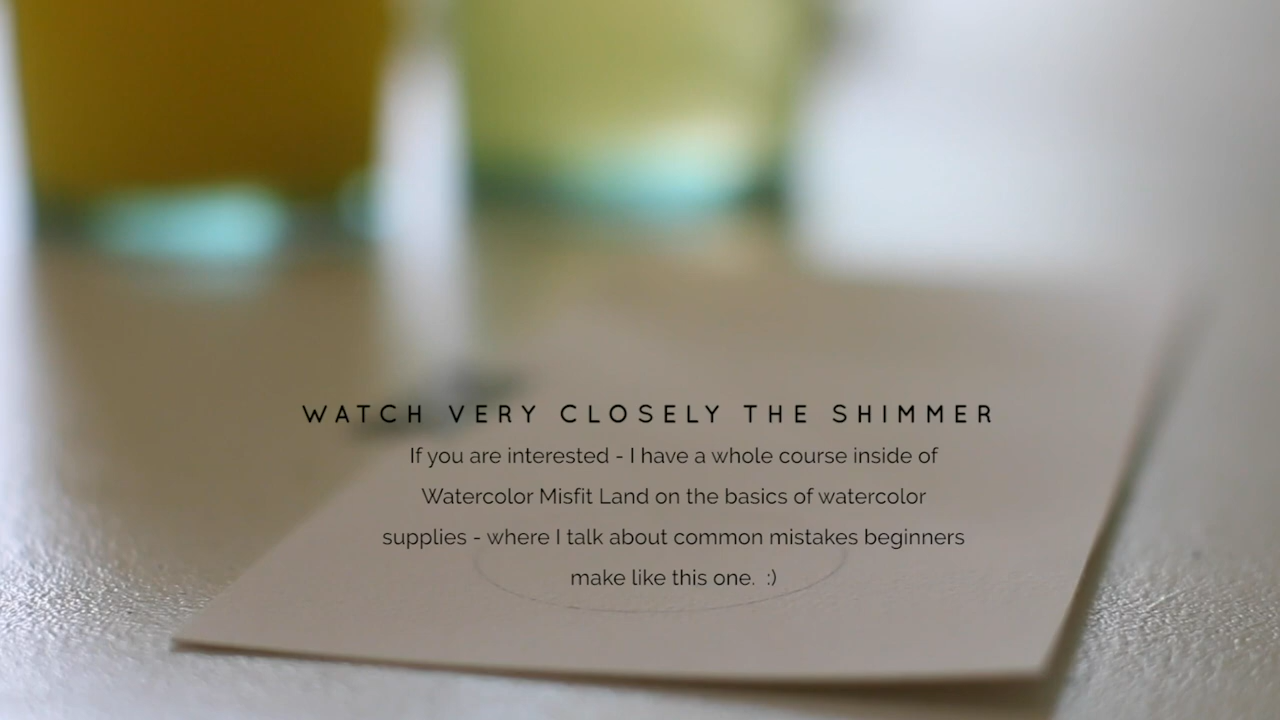 WATCH VERY CLOSELY THE SHIMMER
If you are interested - I have a whole course inside of
Watercolor Misfit Land on the basics of watercolor
supplies - where I talk about common mistakes beginners
make like this one.  :)